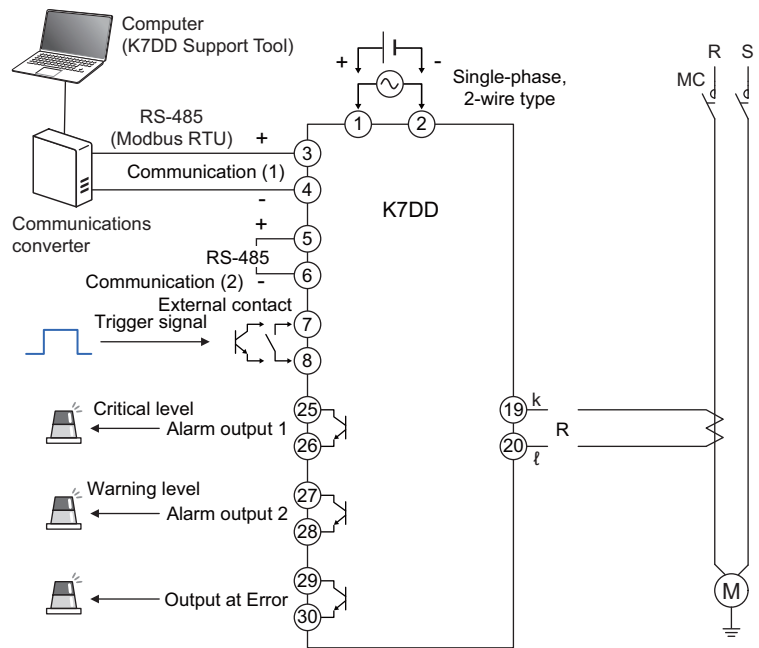 Computer
(K7DD Support Tool)
+
-
Single-phase,
2-wire type
R S
MC
1 2
RS-485
(Modbus RTU) +
3
Communication (1)
4
-
K7DD
Communications
converter
+
5
RS-485
6
Communication (2) -
External contact
7
Trigger signal
8
Critical level
25
Alarm output 1
26
19 k
R
20 ℓ
Warning level
27
Alarm output 2
28
29
Output at Error
30
M